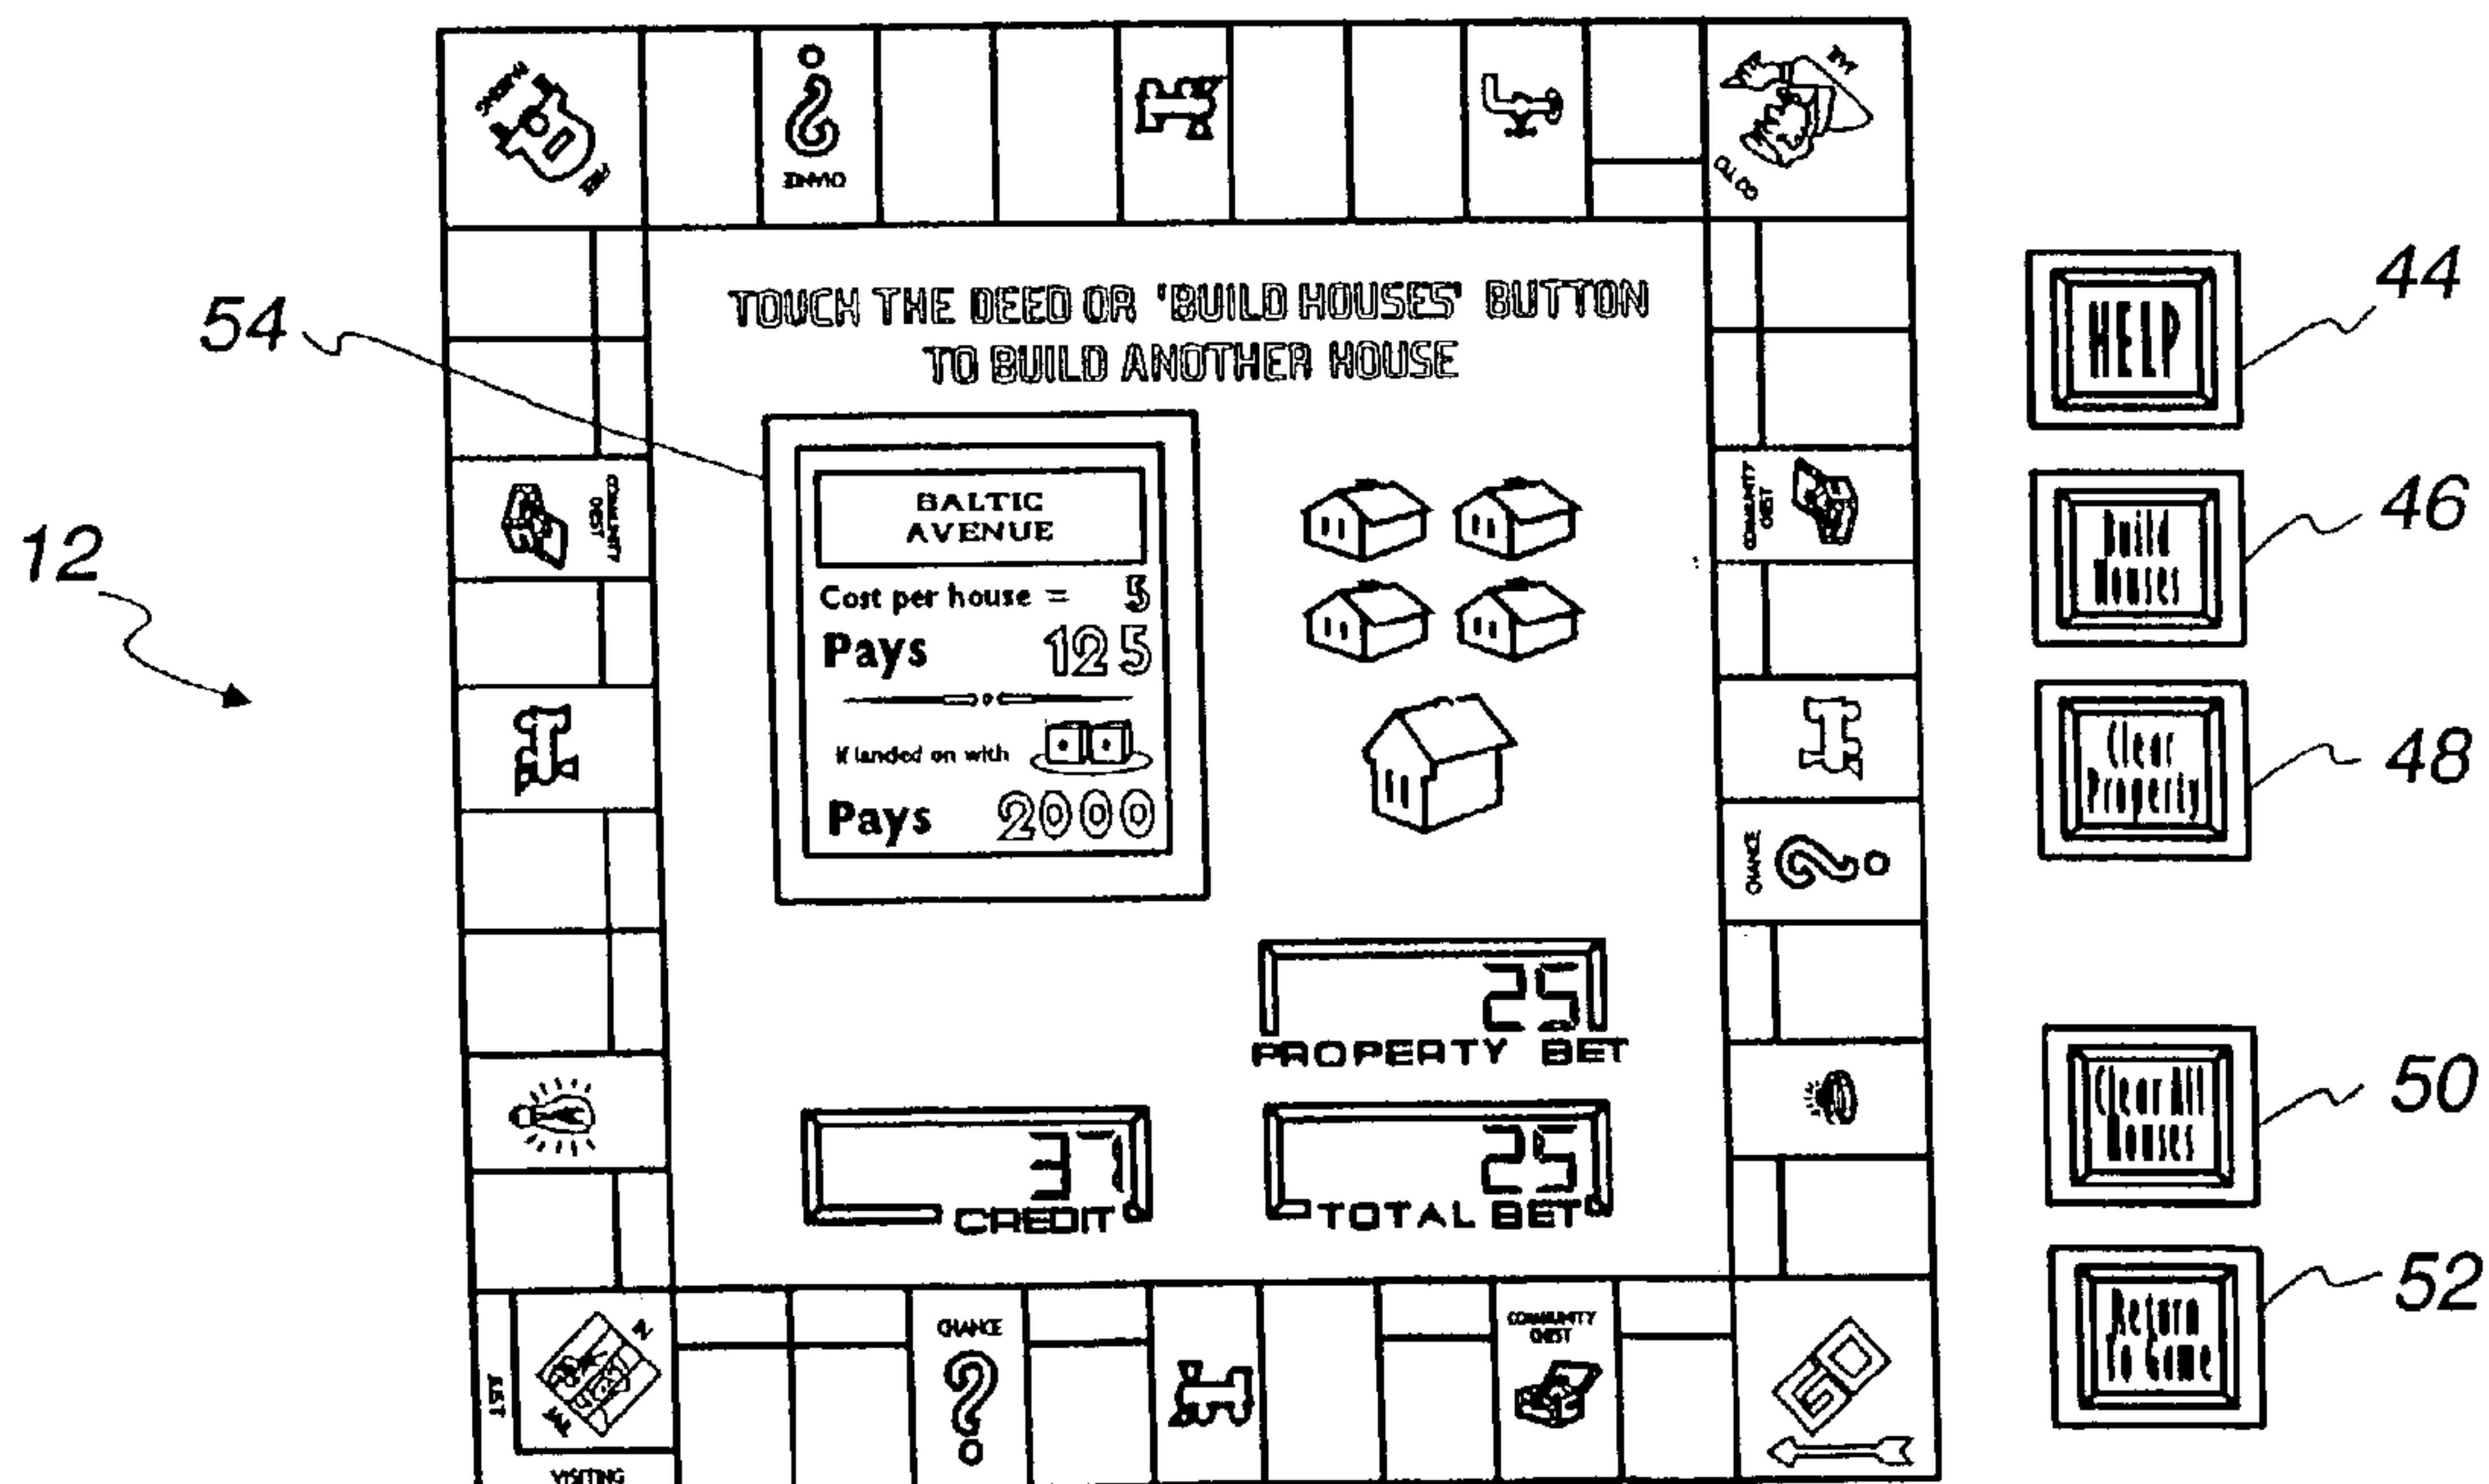 TOUCH THE DEED OR 'BUILD HOUSES' BUTTON
TO BUILD ANOTHER HOUSE
BALTIC
AVENUE
Cost per house = 5
Pays 125
If landed on with
Pays 2000
25
PROPERTY BET
37
CREDIT
25
TOTAL BET
CHANCE
COMMUNITY
CHEST
COMMUNITY
CHEST
COMMUNITY
CHEST
CHANCE
CHANCE
GO
JUST
VISITING
IN
HELP
Build
Houses
Clear
Property
Clear All
Houses
Return
To Game
12
54
44
46
48
50
52